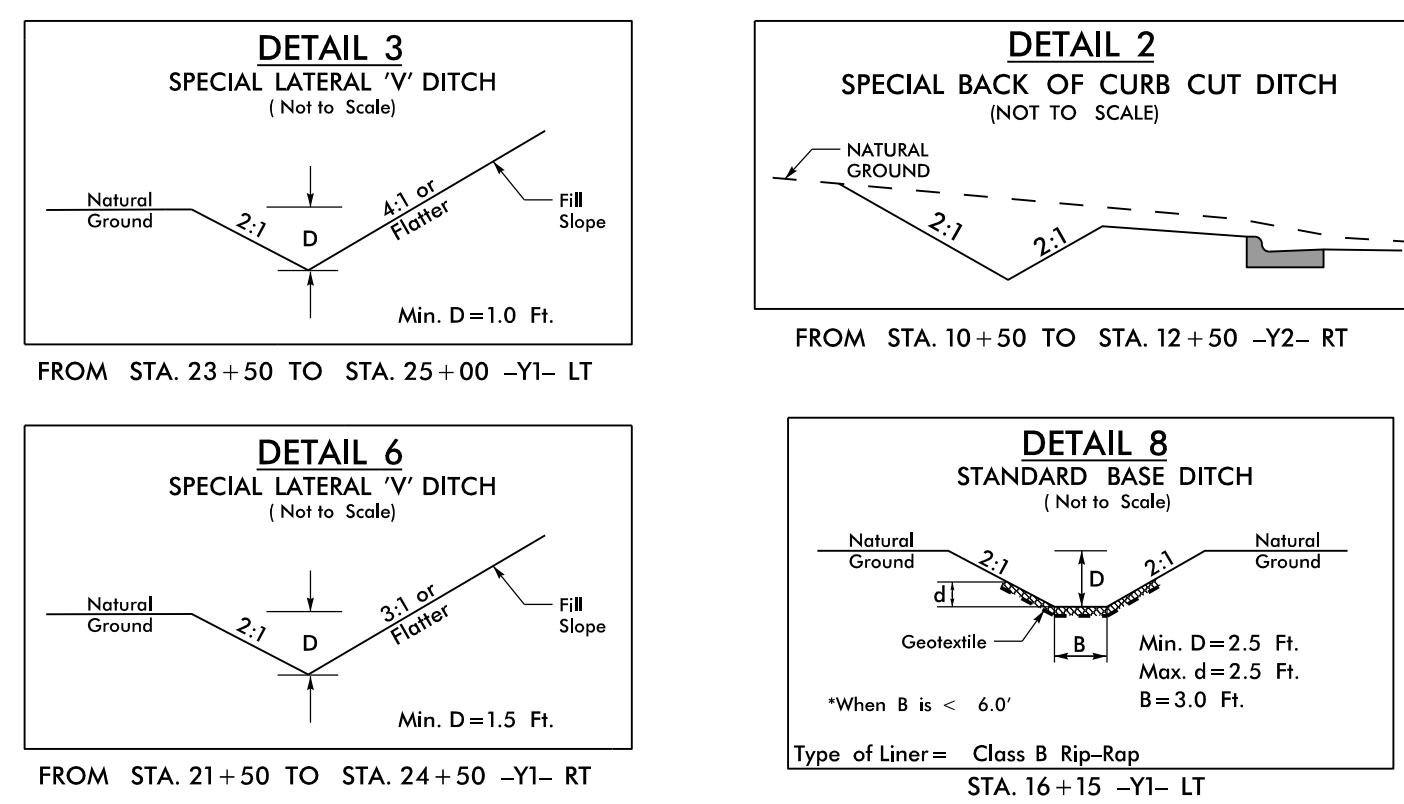 DETAIL 3
SPECIAL LATERAL 'V' DITCH
( Not to Scale)
Natural
Ground
2:1
D
4:1 or
Flatter
Fill
Slope
Min. D=1.0 Ft.
FROM STA. 23+50 TO STA. 25+00 -Y1- LT
DETAIL 2
SPECIAL BACK OF CURB CUT DITCH
(NOT TO SCALE)
NATURAL
GROUND
2:1
2:1
FROM STA. 10+50 TO STA. 12+50 -Y2- RT
DETAIL 6
SPECIAL LATERAL 'V' DITCH
( Not to Scale)
Natural
Ground
2:1
D
3:1 or
Flatter
Fill
Slope
Min. D=1.5 Ft.
FROM STA. 21+50 TO STA. 24+50 -Y1- RT
DETAIL 8
STANDARD BASE DITCH
( Not to Scale)
Natural
Ground
2:1
D
2:1
Natural
Ground
d
Geotextile
B
Min. D=2.5 Ft.
Max. d=2.5 Ft.
B=3.0 Ft.
*When B is < 6.0'
Type of Liner= Class B Rip-Rap
STA. 16+15 -Y1- LT